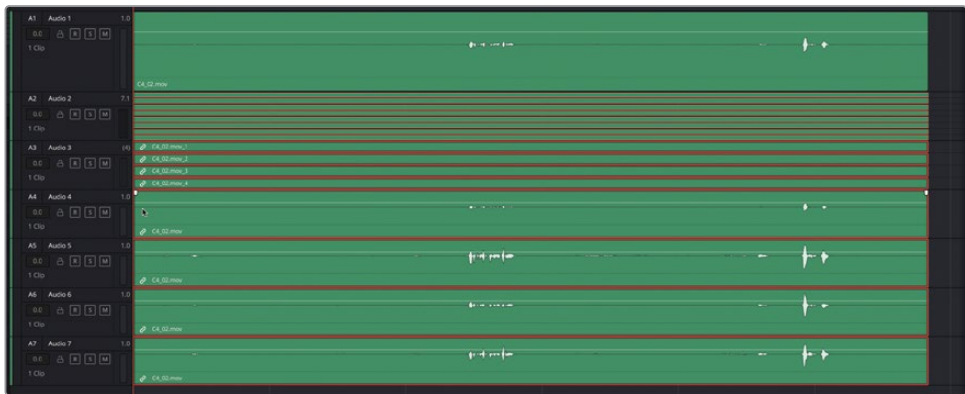 A1 Audio 1 1.0
0.0 R S M
1 Clip
C4_02.mov
A2 Audio 2 7.1
0.0 R S M
1 Clip
A3 Audio 3 (4)
0.0 R S M
1 Clip
C4_02.mov_1
C4_02.mov_2
C4_02.mov_3
C4_02.mov_4
A4 Audio 4 1.0
0.0 R S M
1 Clip
C4_02.mov
A5 Audio 5 1.0
0.0 R S M
1 Clip
C4_02.mov
A6 Audio 6 1.0
0.0 R S M
1 Clip
C4_02.mov
A7 Audio 7 1.0
0.0 R S M
1 Clip
C4_02.mov